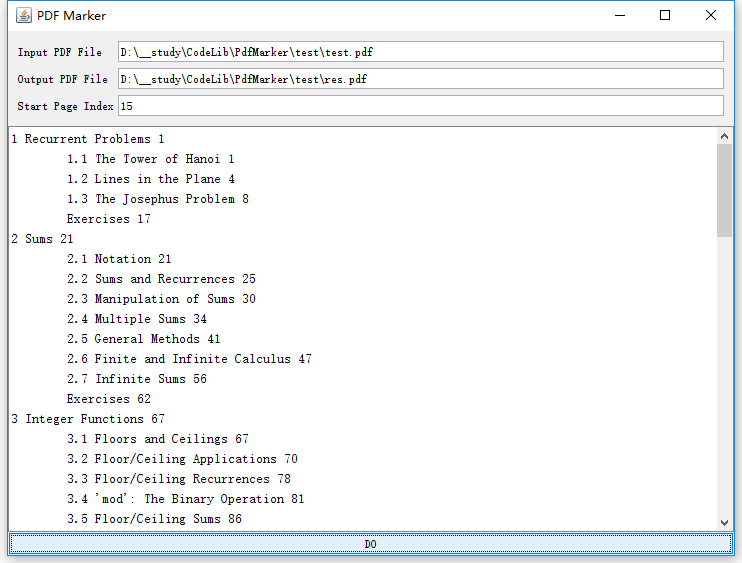 PDF Marker
Input PDF File D:\__study\CodeLib\PdfMarker\test\test.pdf
Output PDF File D:\__study\CodeLib\PdfMarker\test\res.pdf
Start Page Index 15
1 Recurrent Problems 1
1.1 The Tower of Hanoi 1
1.2 Lines in the Plane 4
1.3 The Josephus Problem 8
Exercises 17
2 Sums 21
2.1 Notation 21
2.2 Sums and Recurrences 25
2.3 Manipulation of Sums 30
2.4 Multiple Sums 34
2.5 General Methods 41
2.6 Finite and Infinite Calculus 47
2.7 Infinite Sums 56
Exercises 62
3 Integer Functions 67
3.1 Floors and Ceilings 67
3.2 Floor/Ceiling Applications 70
3.3 Floor/Ceiling Recurrences 78
3.4 'mod': The Binary Operation 81
3.5 Floor/Ceiling Sums 86
DO